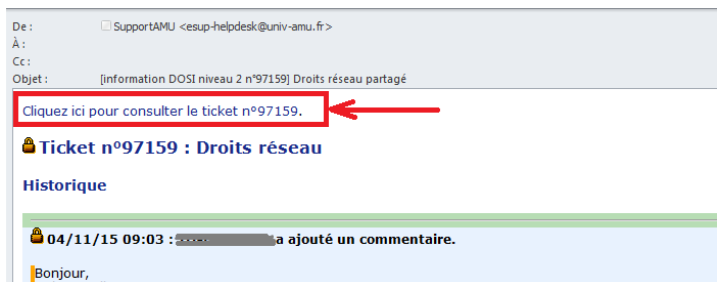 De :
SupportAMU <esup-helpdesk@univ-amu.fr>
À :
Cc :
Objet :
[information DOSI niveau 2 n°97159] Droits réseau partagé
Cliquez ici pour consulter le ticket n°97159.
Ticket n°97159 : Droits réseau
Historique
04/11/15 09:03 : a ajouté un commentaire.
Bonjour,